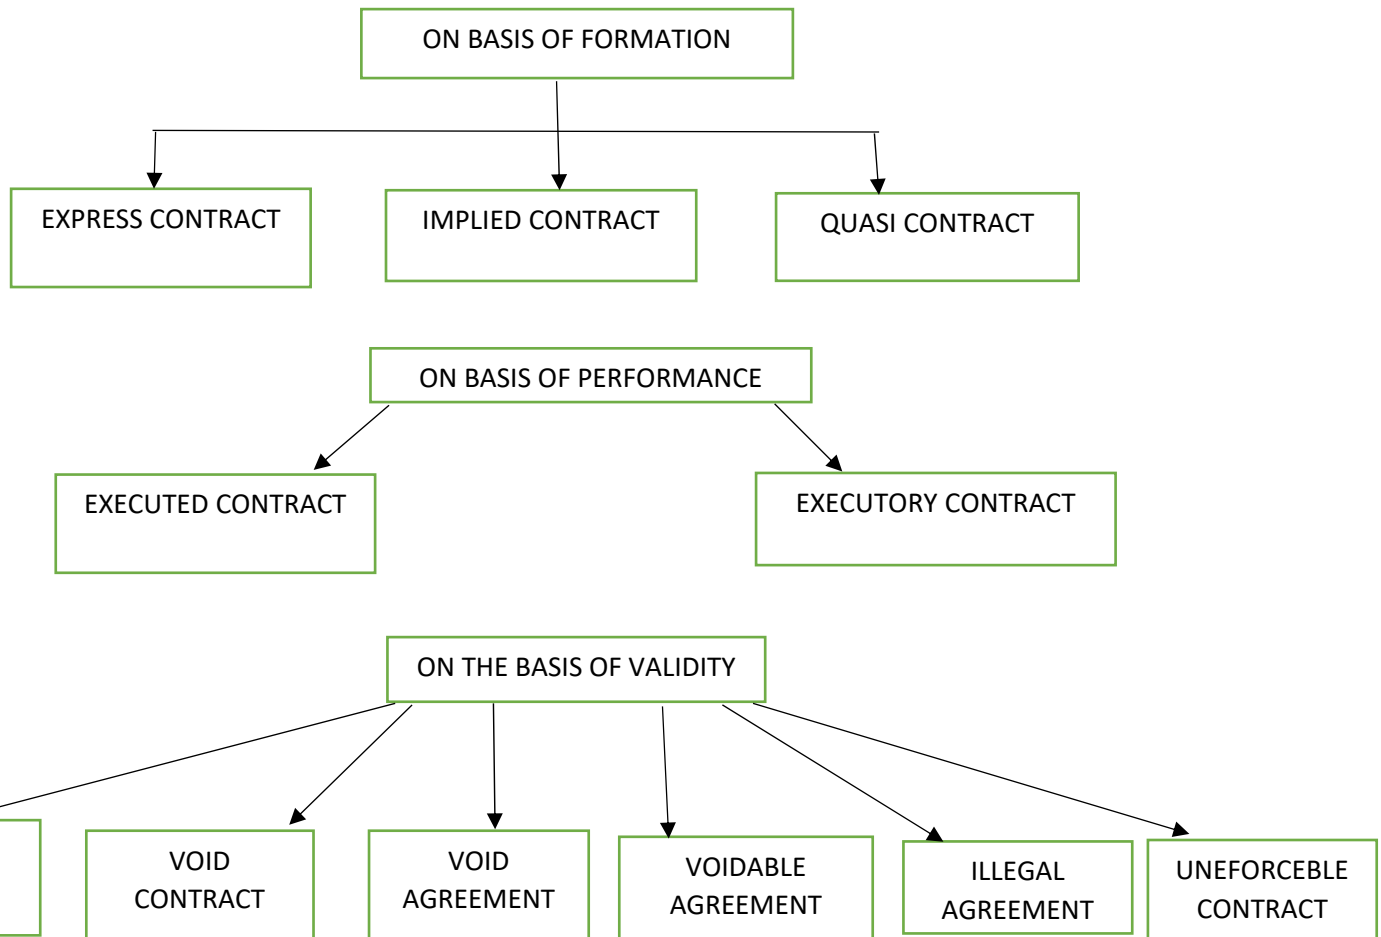 ON BASIS OF FORMATION
EXPRESS CONTRACT
IMPLIED CONTRACT
QUASI CONTRACT
ON BASIS OF PERFORMANCE
EXECUTED CONTRACT
EXECUTORY CONTRACT
ON THE BASIS OF VALIDITY
VOID
CONTRACT
VOID
AGREEMENT
VOIDABLE
AGREEMENT
ILLEGAL
AGREEMENT
UNEFORCEBLE
CONTRACT